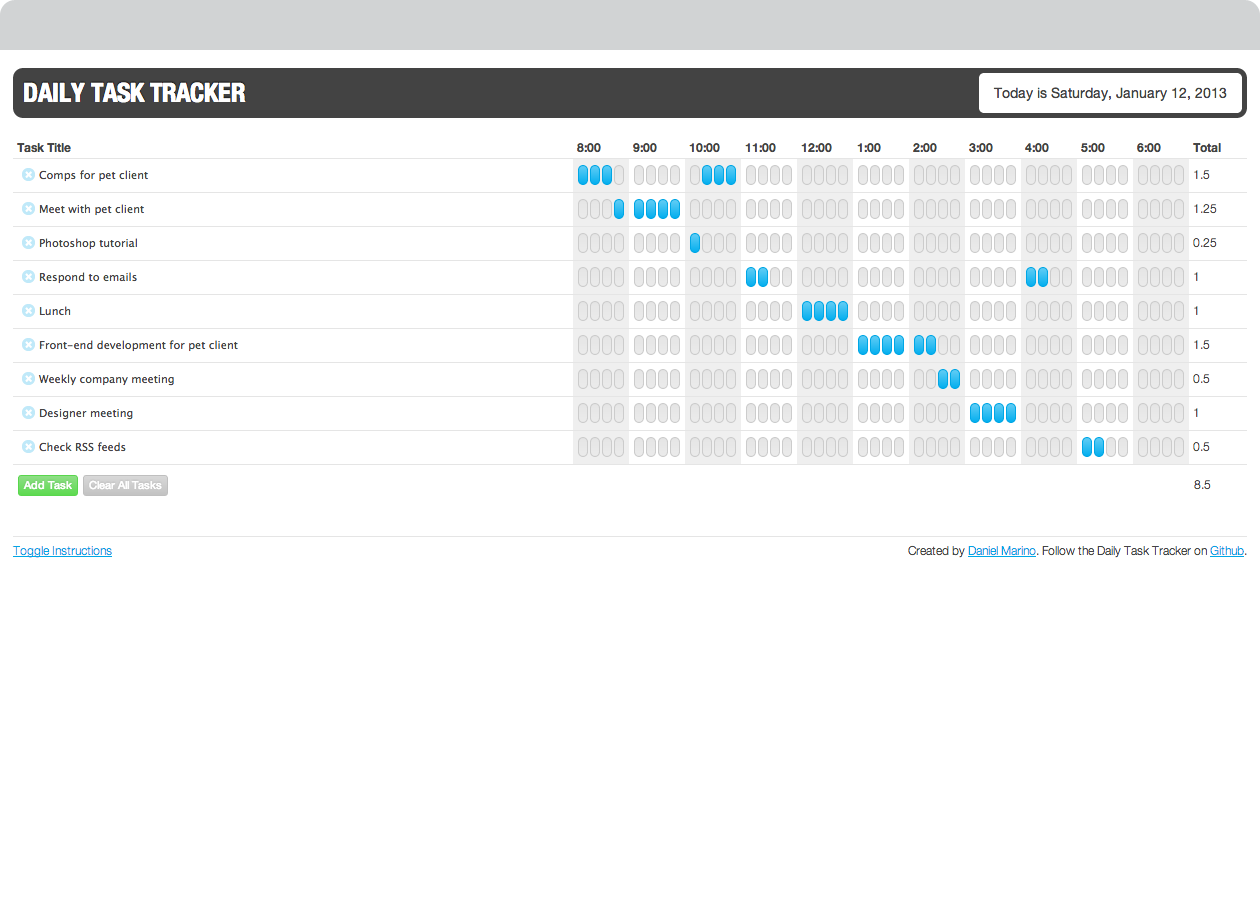 DAILY TASK TRACKER Today is Saturday, January 12, 2013
Task Title 8:00 9:00 10:00 11:00 12:00 1:00 2:00 3:00 4:00 5:00 6:00 Total
Comps for pet client 1.5
Meet with pet client 1.25
Photoshop tutorial 0.25
Respond to emails 1
Lunch 1
Front-end development for pet client 1.5
Weekly company meeting 0.5
Designer meeting 1
Check RSS feeds 0.5
Add Task Clear All Tasks 8.5
Toggle Instructions Created by Daniel Marino. Follow the Daily Task Tracker on Github.